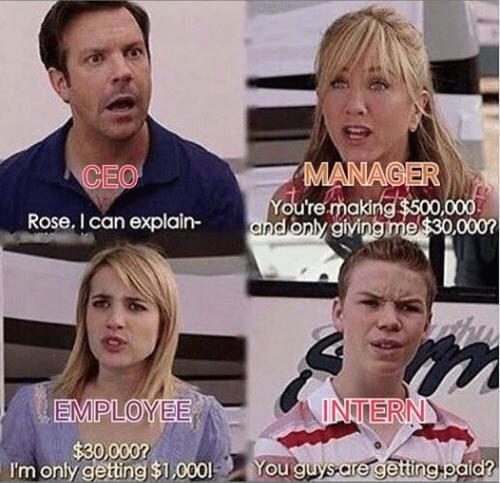 CEO
Rose, I can explain-
MANAGER
You're making $500,000
and only giving me $30,000?
EMPLOYEE
$30,000?
I'm only getting $1,000!
INTERN
You guys are getting paid?